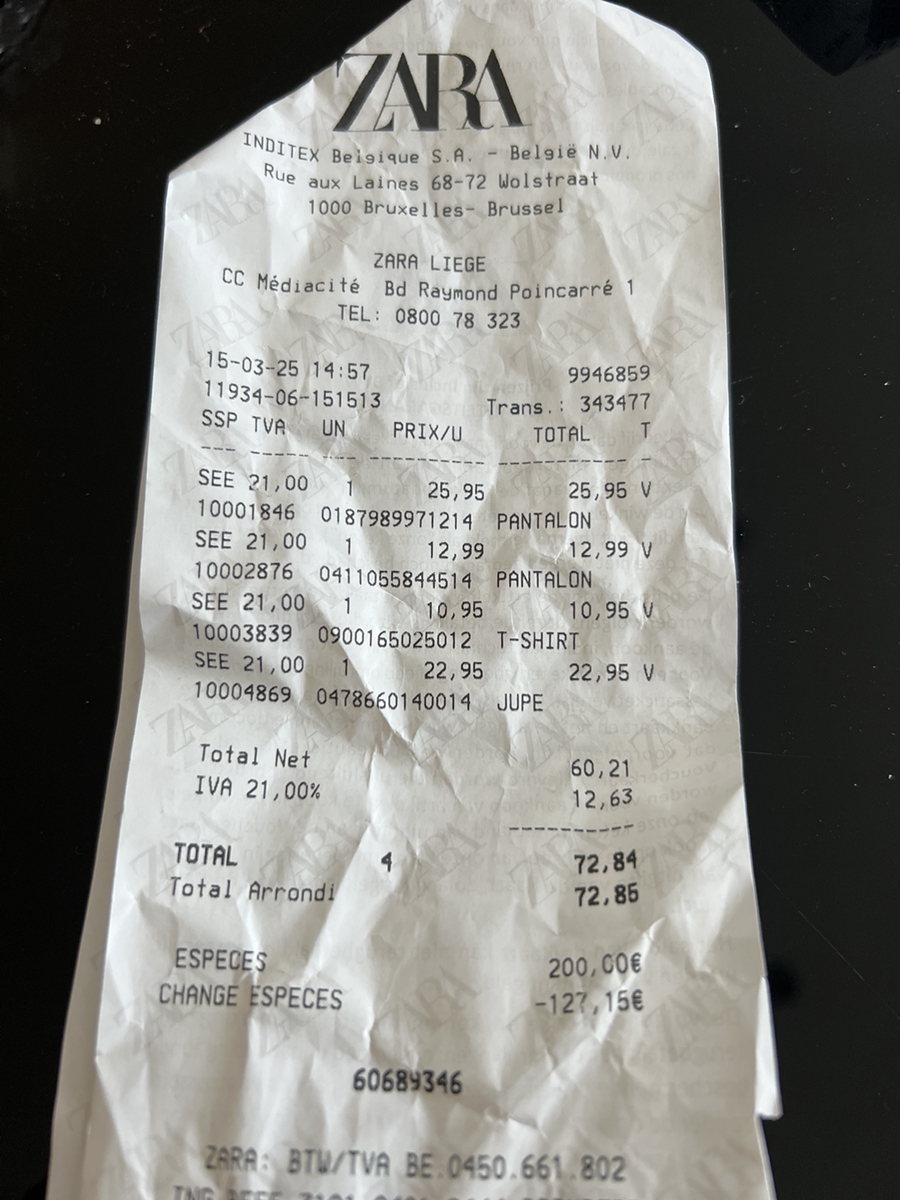 ZARA
INDITEX Belgique S.A. - België N.V.
Rue aux Laines 68-72 Wolstraat
1000 Bruxelles- Brussel
ZARA LIEGE
CC Médiacité Bd Raymond Poincarré 1
TEL: 0800 78 323
15-03-25 14:57 9946859
11934-06-151513 Trans.: 343477
SSP TVA UN PRIX/U TOTAL T
--- ----- ---- ---------- ----------- -
SEE 21,00 1 25,95 25,95 V
10001846 0187989971214 PANTALON
SEE 21,00 1 12,99 12,99 V
10002876 0411055844514 PANTALON
SEE 21,00 1 10,95 10,95 V
10003839 0900165025012 T-SHIRT
SEE 21,00 1 22,95 22,95 V
10004869 0478660140014 JUPE
Total Net 60,21
IVA 21,00% 12,63
-----------
TOTAL 4 72,84
Total Arrondi 72,85
ESPECES 200,00€
CHANGE ESPECES -127,15€
60689346
ZARA: BTW/TVA BE.0450.661.802